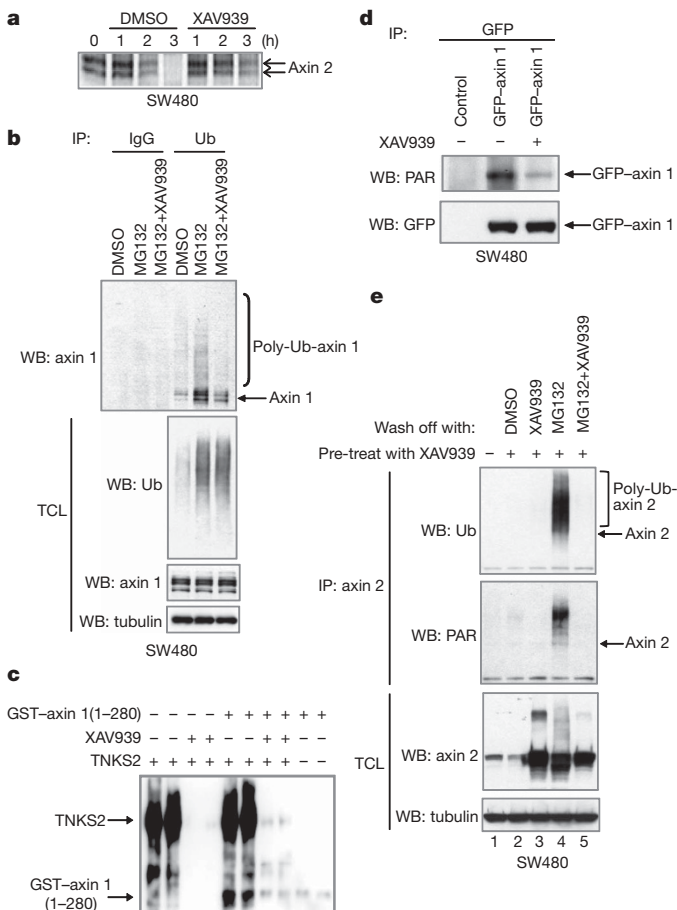 a
DMSO XAV939
0 1 2 3 1 2 3 (h)
Axin 2
SW480
b
IP: IgG Ub
DMSO
MG132
MG132+XAV939
DMSO
MG132
MG132+XAV939
WB: axin 1
Poly-Ub-axin 1
Axin 1
TCL
WB: Ub
WB: axin 1
WB: tubulin
SW480
c
GST–axin 1(1–280) – – – – + + + + + +
XAV939 – – + + – – + + – –
TNKS2 + + + + + + + + – –
TNKS2
GST–axin 1
(1–280)
d
IP: GFP
Control
GFP–axin 1
GFP–axin 1
XAV939 – – +
WB: PAR
GFP–axin 1
WB: GFP
GFP–axin 1
SW480
e
Wash off with:
DMSO
XAV939
MG132
MG132+XAV939
Pre-treat with XAV939 – + + + +
IP: axin 2
WB: Ub
Poly-Ub-
axin 2
Axin 2
WB: PAR
Axin 2
TCL
WB: axin 2
WB: tubulin
1 2 3 4 5
SW480